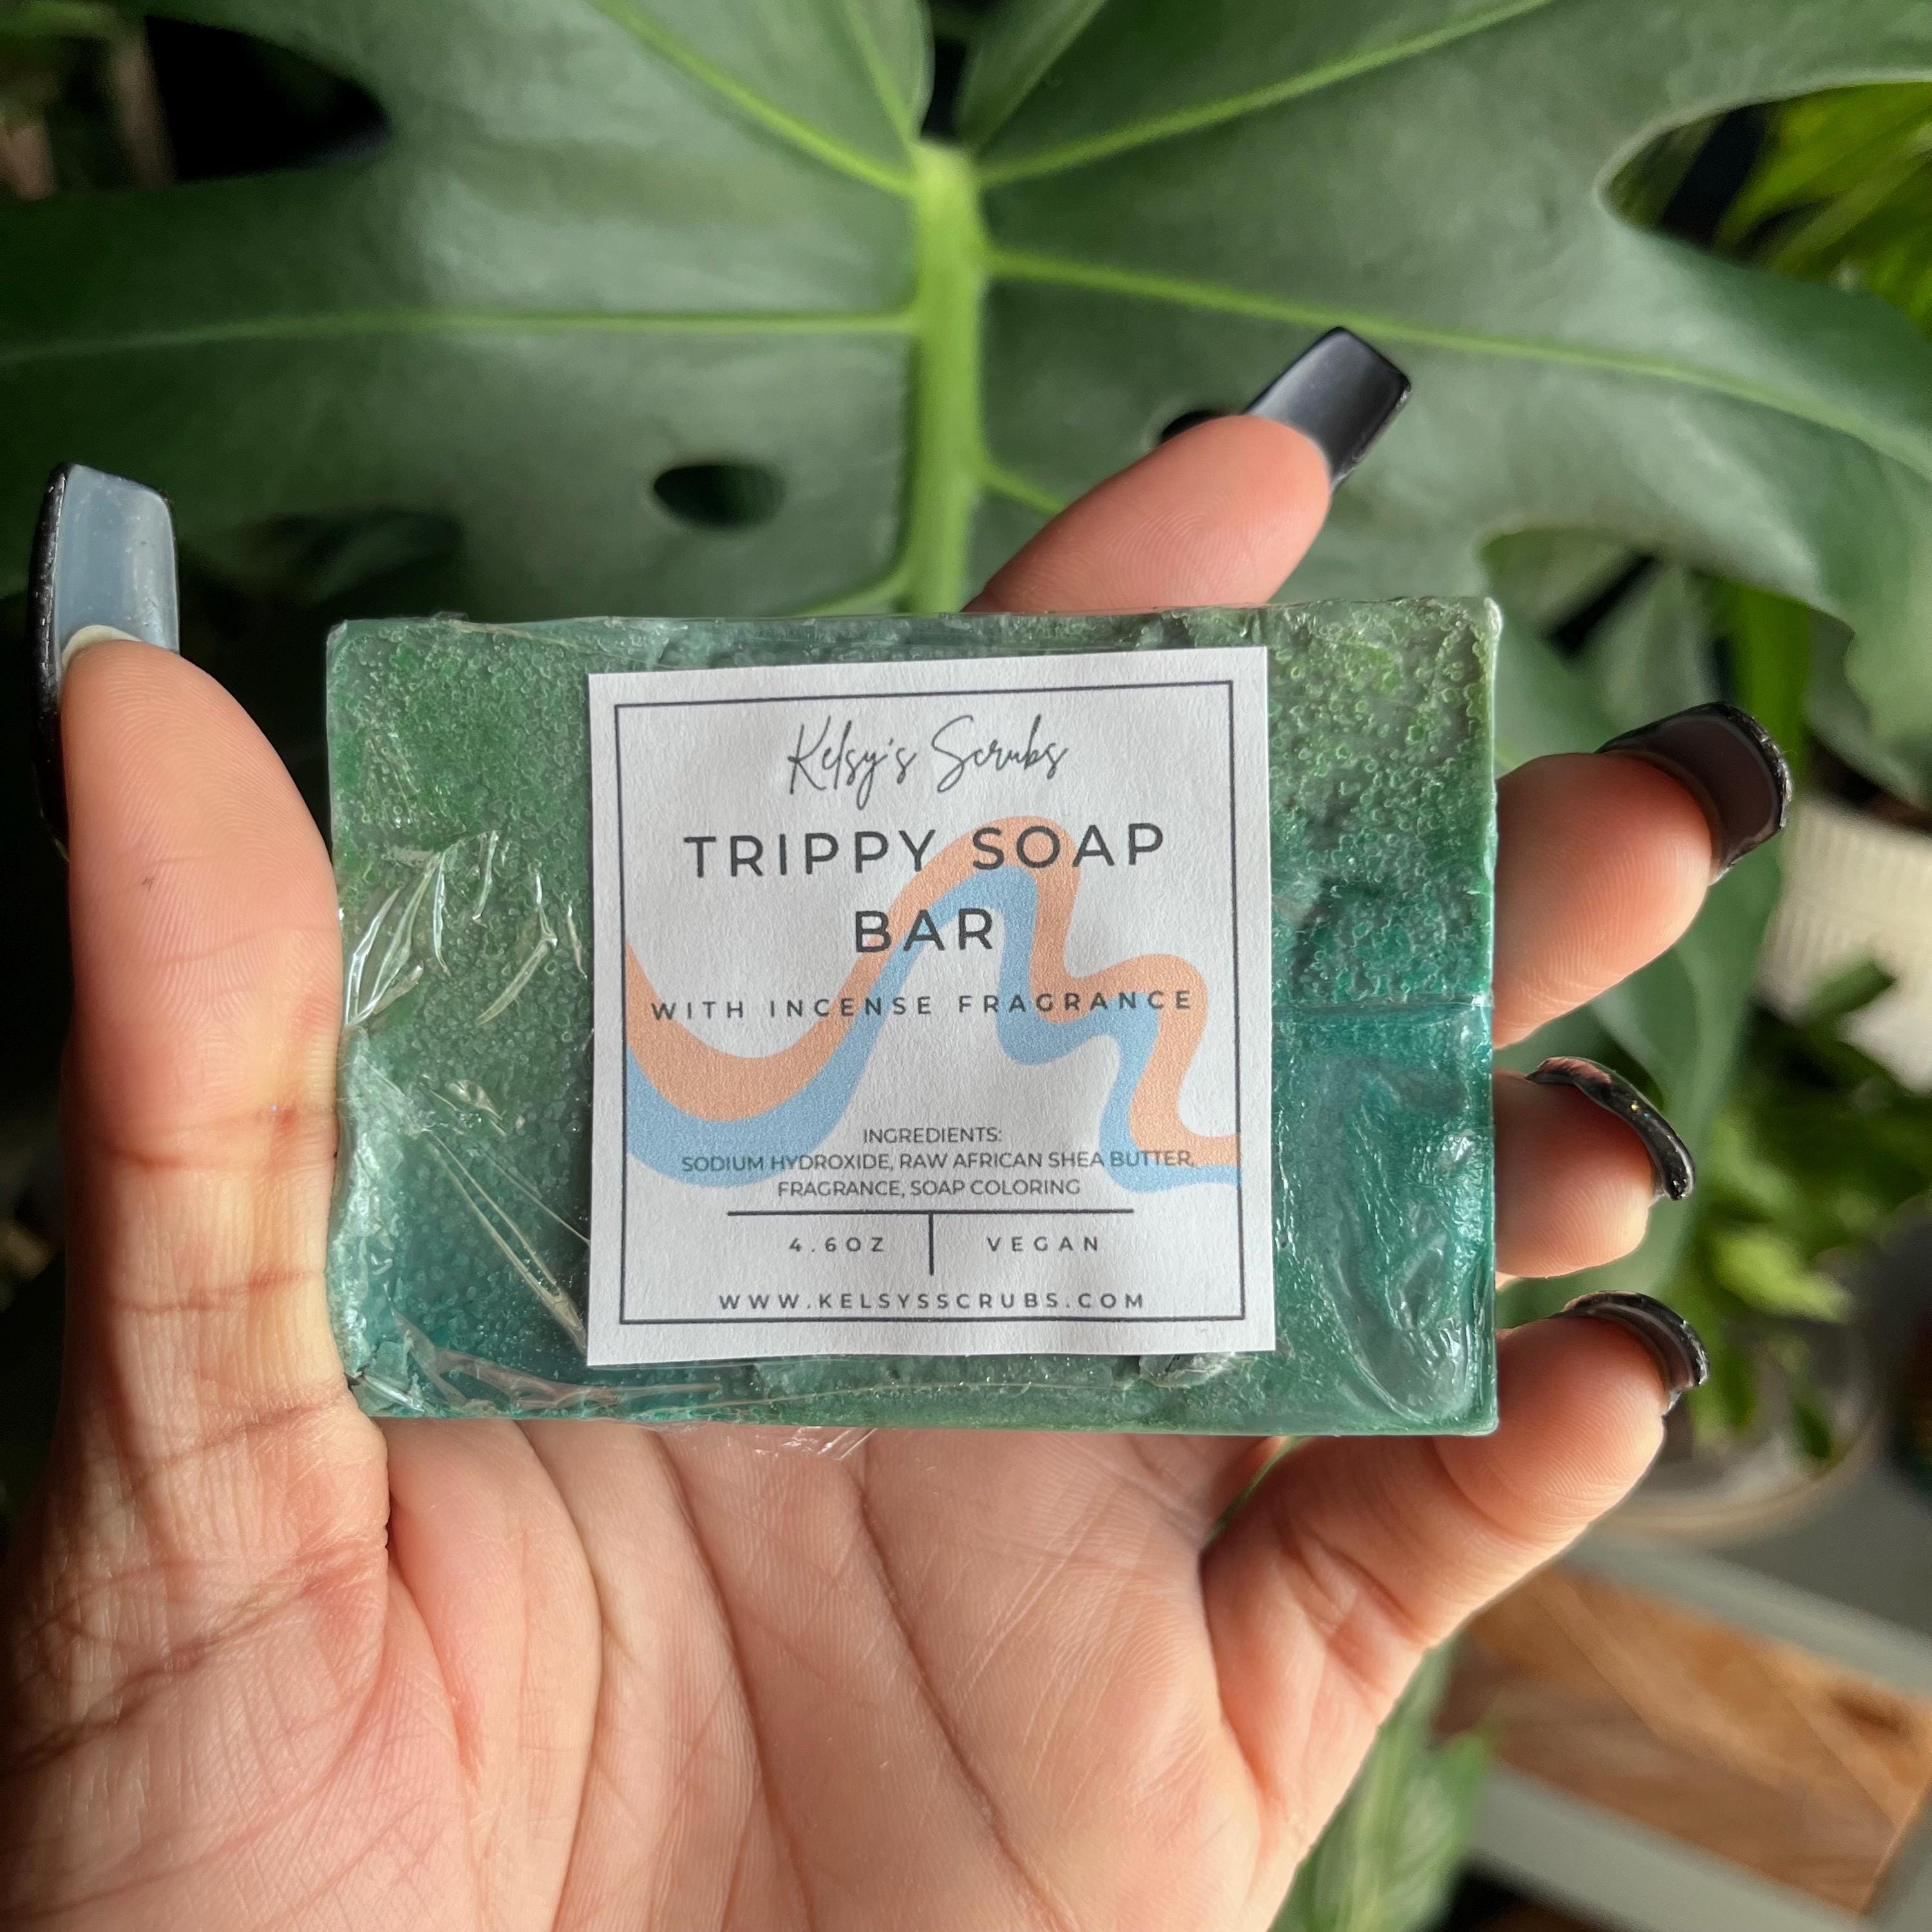 Kelsy's Scrubs
TRIPPY SOAP
BAR
WITH INCENSE FRAGRANCE
INGREDIENTS:
SODIUM HYDROXIDE, RAW AFRICAN SHEA BUTTER,
FRAGRANCE, SOAP COLORING
4.6OZ VEGAN
WWW.KELSYSSCRUBS.COM